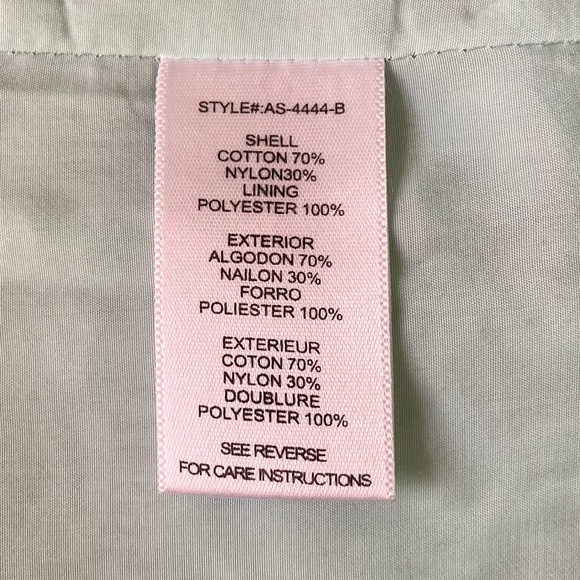 STYLE#:AS-4444-B
SHELL
COTTON 70%
NYLON30%
LINING
POLYESTER 100%
EXTERIOR
ALGODON 70%
NAILON 30%
FORRO
POLIESTER 100%
EXTERIEUR
COTON 70%
NYLON 30%
DOUBLURE
POLYESTER 100%
SEE REVERSE
FOR CARE INSTRUCTIONS